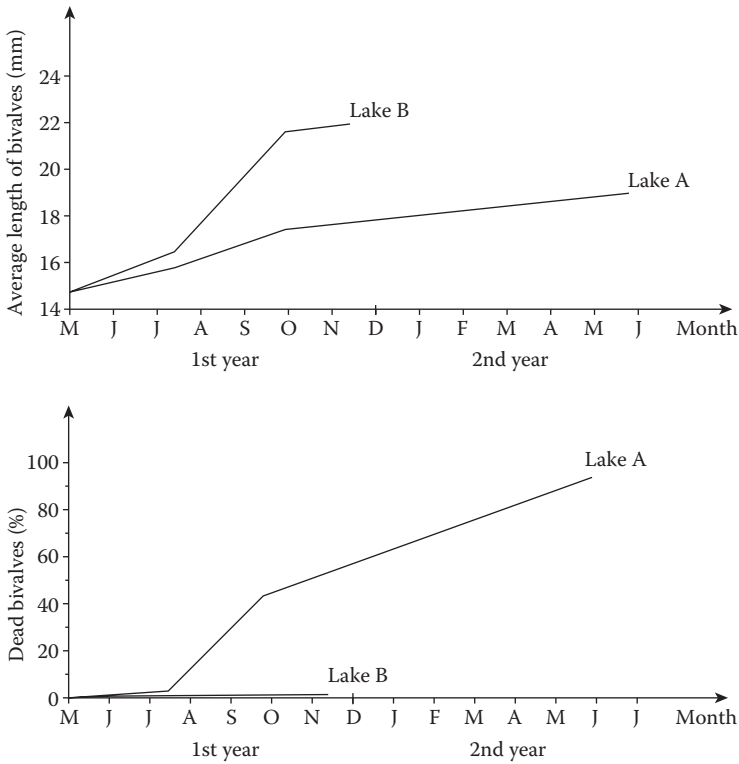 Average length of bivalves (mm)
24
22
20
18
16
14
Lake B
Lake A
M J J A S O N D J F M A M J Month
1st year 2nd year
Dead bivalves (%)
100
80
60
40
20
0
Lake A
Lake B
M J J A S O N D J F M A M J J Month
1st year 2nd year